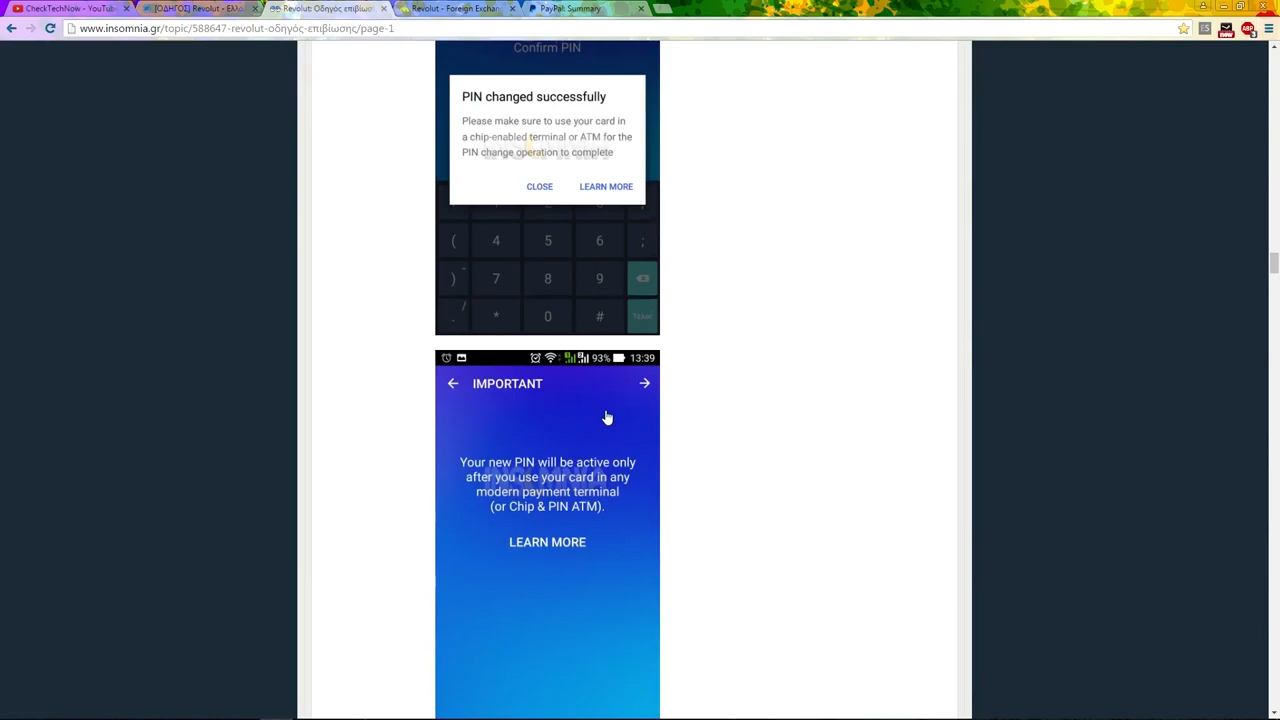 CheckTechNow - YouTub
[ΟΔΗΓΟΣ] Revolut - Ελλο
Revolut: Οδηγός επιβίωσ
Revolut - Foreign Exchan
PayPal: Summary
www.insomnia.gr/topic/588647-revolut-οδηγός-επιβίωσης/page-1
Confirm PIN
PIN changed successfully
Please make sure to use your card in
a chip-enabled terminal or ATM for the
PIN change operation to complete
CLOSE
LEARN MORE
( 4 5 6 ;
) 7 8 9
/
. * 0 # Τέλος
93% 13:39
IMPORTANT
Your new PIN will be active only
after you use your card in any
modern payment terminal
(or Chip & PIN ATM).
LEARN MORE